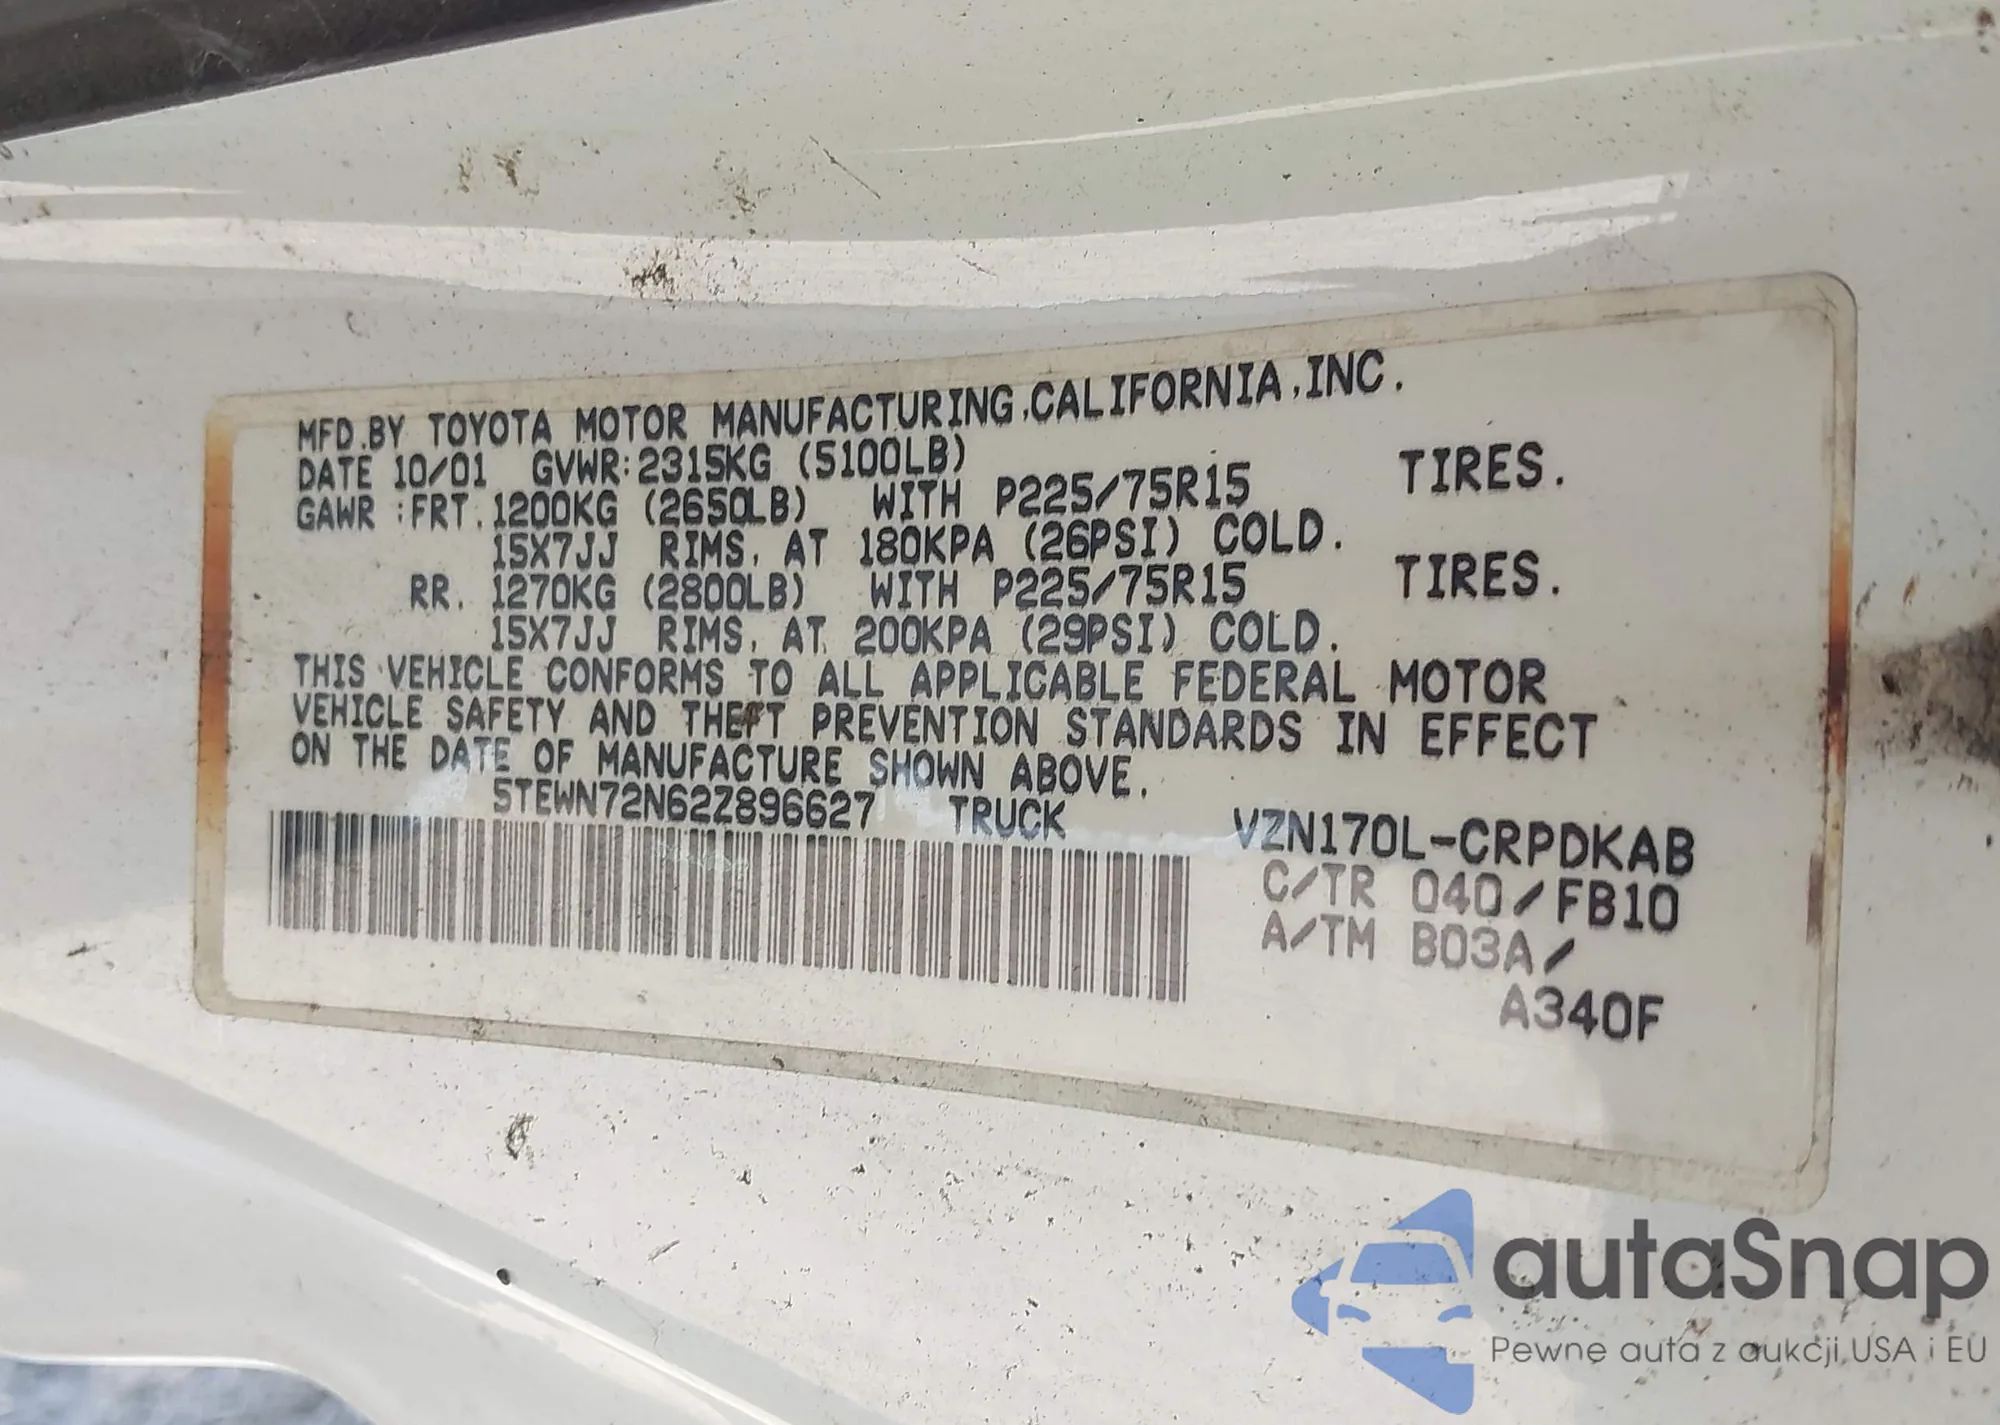 MFD.BY TOYOTA MOTOR MANUFACTURING,CALIFORNIA,INC.
DATE 10/01 GVWR:2315KG (5100LB)
GAWR :FRT. 1200KG (2650LB) WITH P225/75R15 TIRES.
15X7JJ RIMS, AT 180KPA (26PSI) COLD.
RR. 1270KG (2800LB) WITH P225/75R15 TIRES.
15X7JJ RIMS, AT 200KPA (29PSI) COLD.
THIS VEHICLE CONFORMS TO ALL APPLICABLE FEDERAL MOTOR
VEHICLE SAFETY AND THEFT PREVENTION STANDARDS IN EFFECT
ON THE DATE OF MANUFACTURE SHOWN ABOVE.
5TEWN72N62Z896627 TRUCK VZN170L-CRPDKAB
C/TR 040/FB10
A/TM B03A/
A340F
autaSnap
Pewne auta z aukcji USA i EU